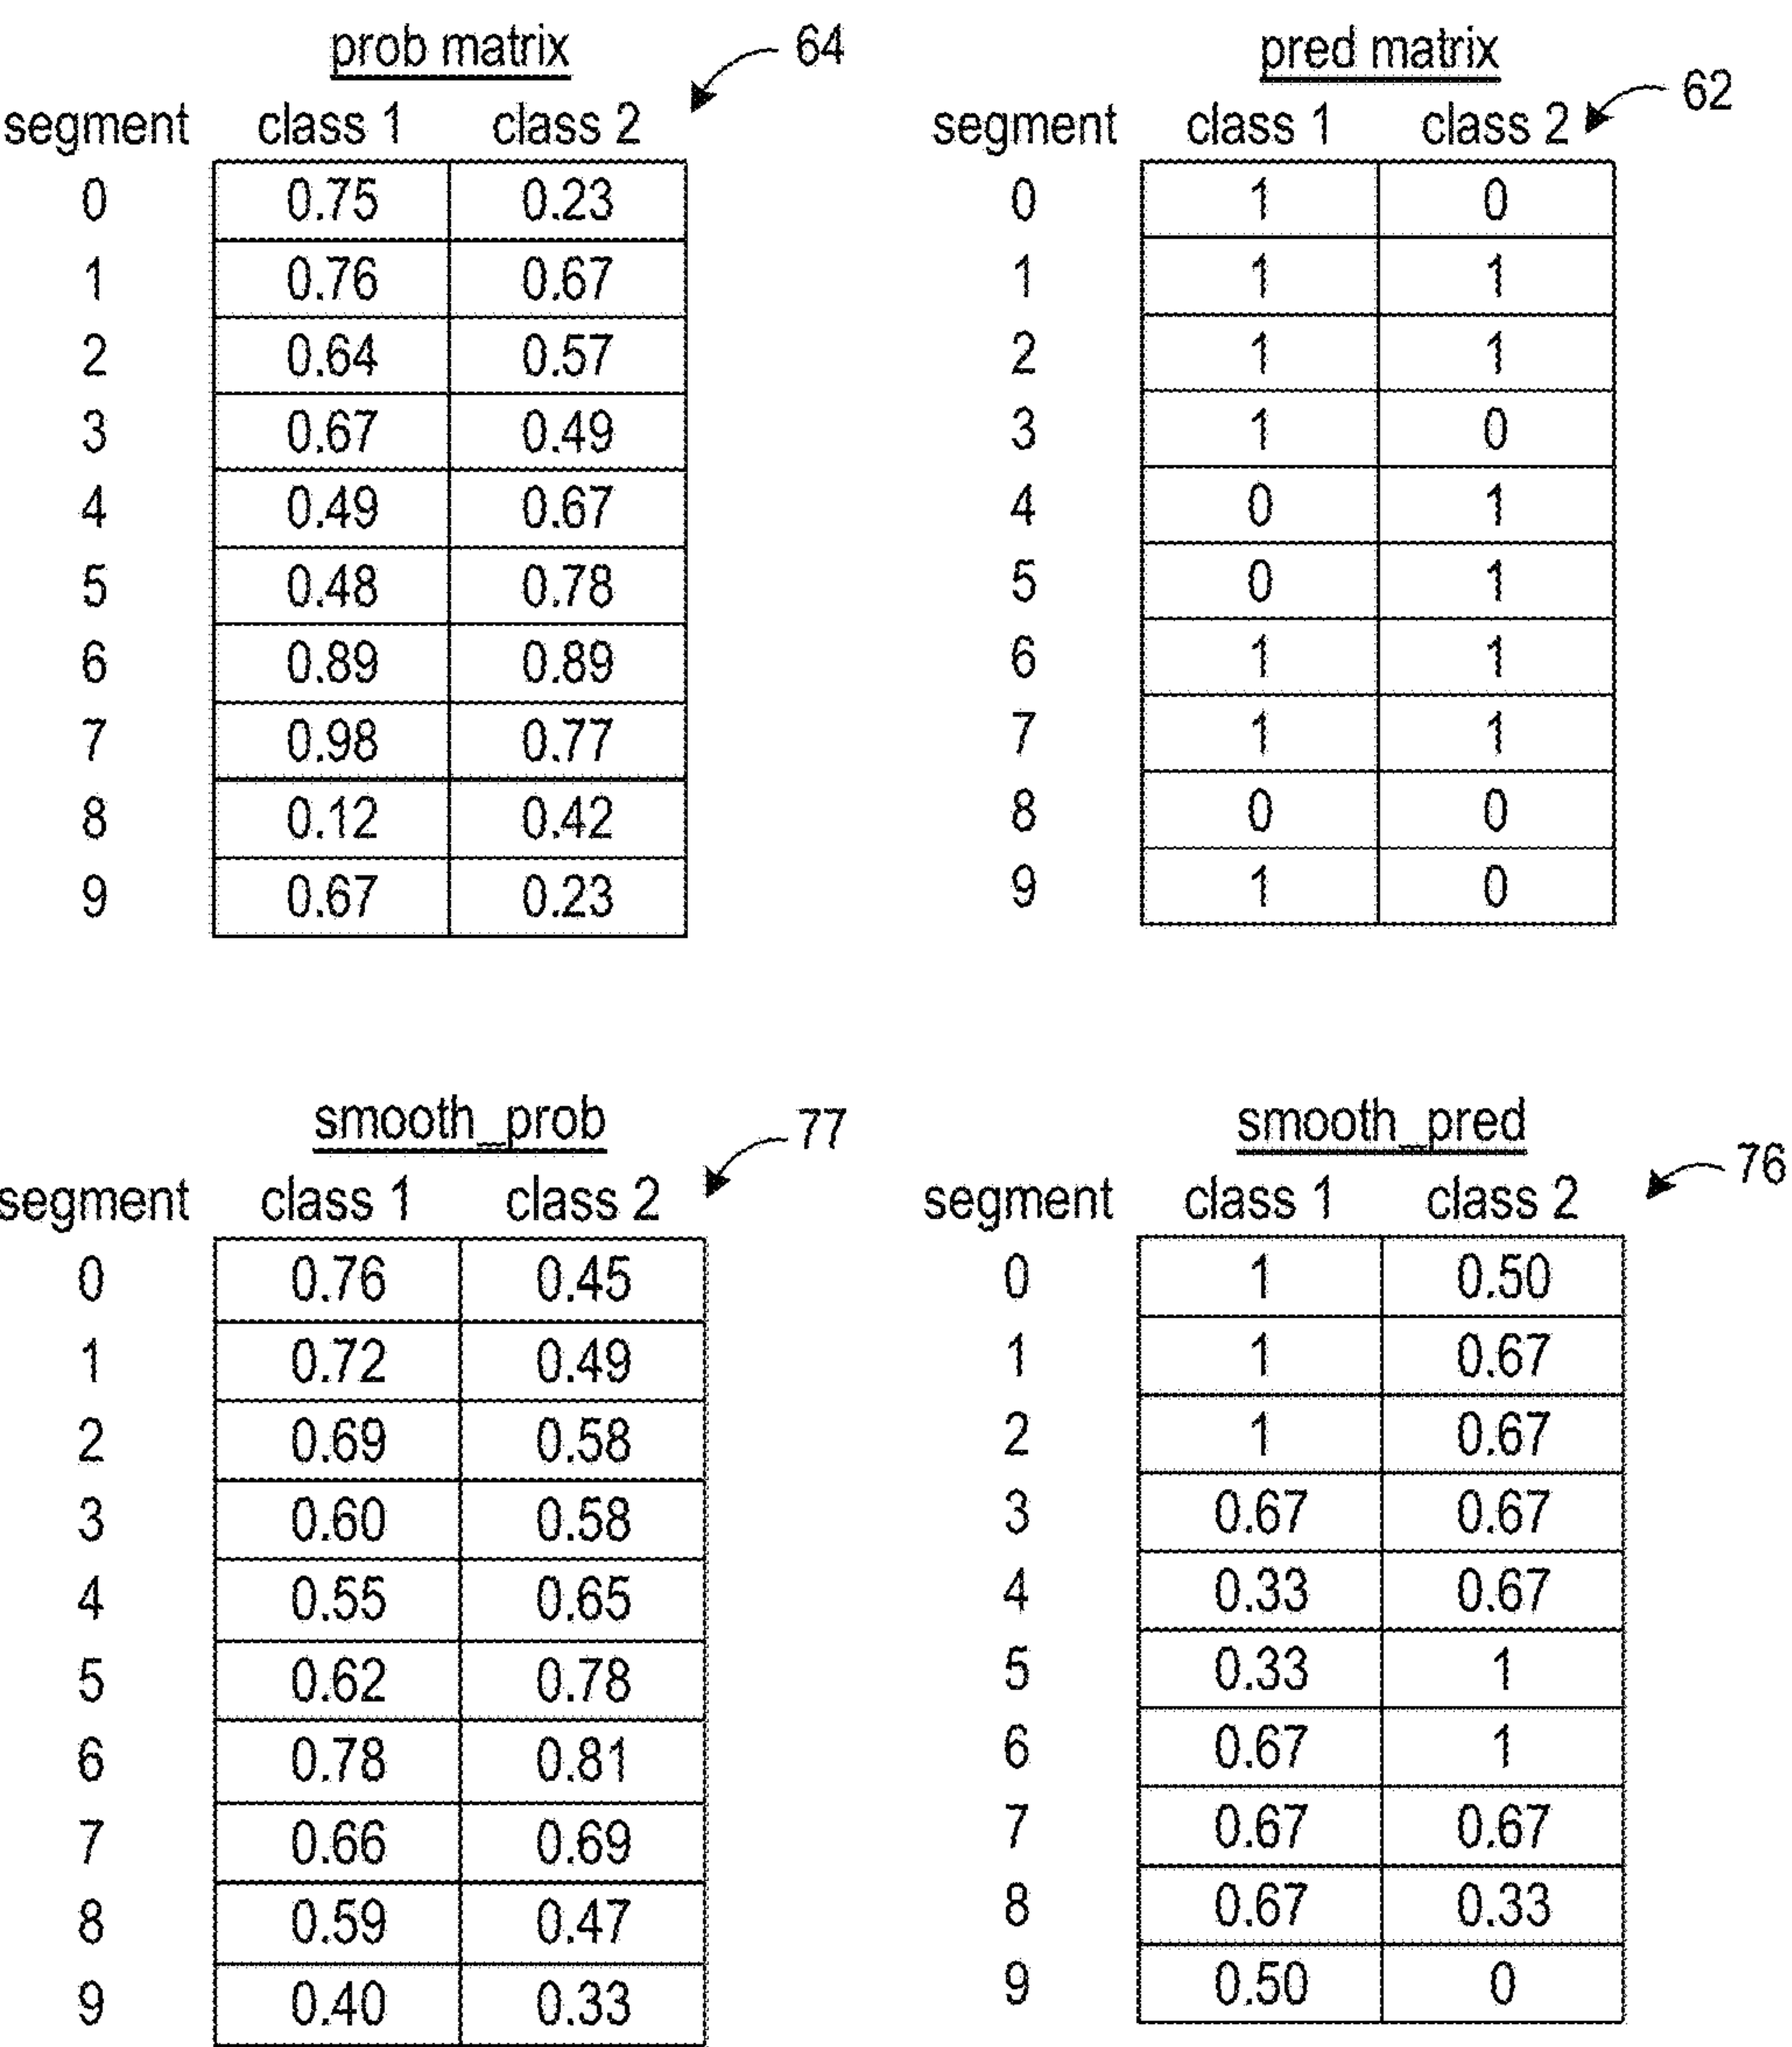 prob matrix 64
segment class 1 class 2
0 0.75 0.23
1 0.76 0.67
2 0.64 0.57
3 0.67 0.49
4 0.49 0.67
5 0.48 0.78
6 0.89 0.89
7 0.98 0.77
8 0.12 0.42
9 0.67 0.23
pred matrix 62
segment class 1 class 2
0 1 0
1 1 1
2 1 1
3 1 0
4 0 1
5 0 1
6 1 1
7 1 1
8 0 0
9 1 0
smooth_prob 77
segment class 1 class 2
0 0.76 0.45
1 0.72 0.49
2 0.69 0.58
3 0.60 0.58
4 0.55 0.65
5 0.62 0.78
6 0.78 0.81
7 0.66 0.69
8 0.59 0.47
9 0.40 0.33
smooth_pred 76
segment class 1 class 2
0 1 0.50
1 1 0.67
2 1 0.67
3 0.67 0.67
4 0.33 0.67
5 0.33 1
6 0.67 1
7 0.67 0.67
8 0.67 0.33
9 0.50 0